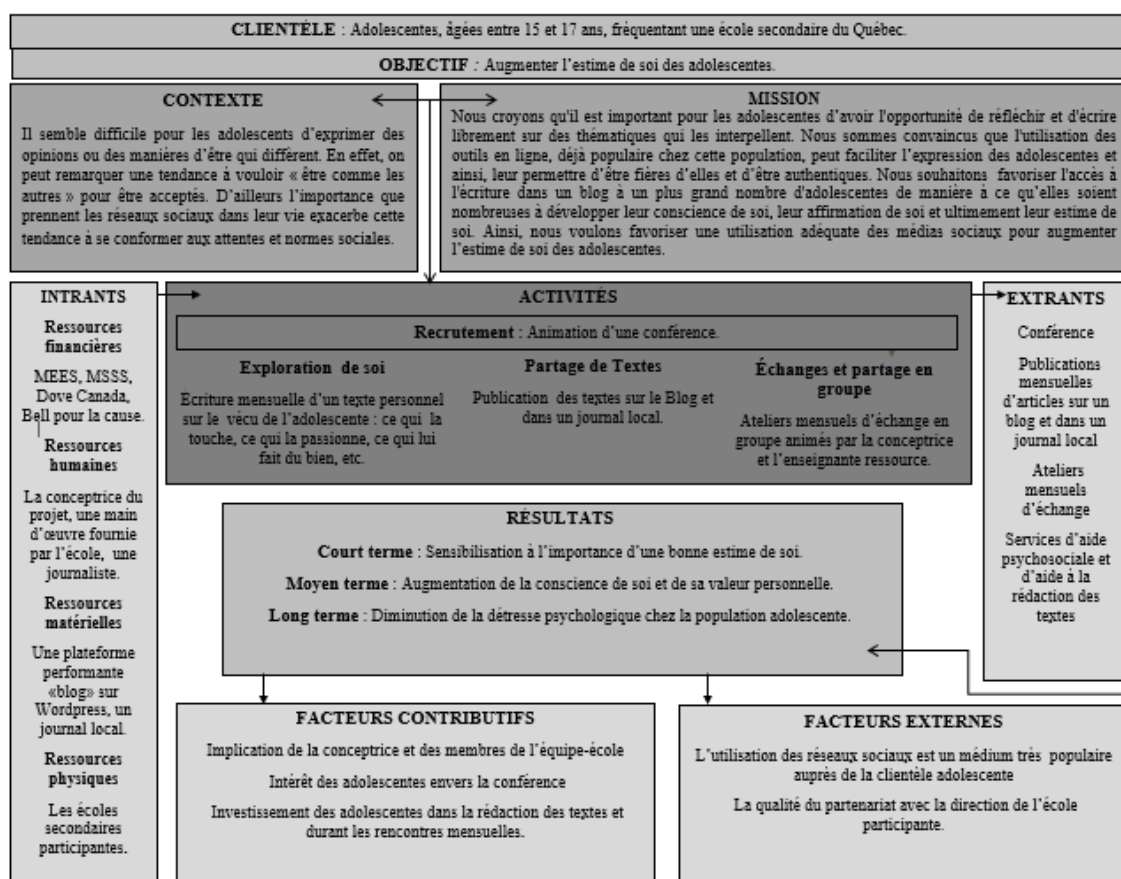 CLIENTÈLE : Adolescentes, âgées entre 15 et 17 ans, fréquentant une école secondaire du Québec.
OBJECTIF : Augmenter l'estime de soi des adolescentes.
CONTEXTE
Il semble difficile pour les adolescents d'exprimer des
opinions ou des manières d'être qui diffèrent. En effet, on
peut remarquer une tendance à vouloir « être comme les
autres » pour être acceptés. D'ailleurs l'importance que
prennent les réseaux sociaux dans leur vie exacerbe cette
tendance à se conformer aux attentes et normes sociales.
MISSION
Nous croyons qu'il est important pour les adolescentes d'avoir l'opportunité de réfléchir et d'écrire
librement sur des thématiques qui les interpellent. Nous sommes convaincus que l'utilisation des
outils en ligne, déjà populaire chez cette population, peut faciliter l'expression des adolescentes et
ainsi, leur permettre d'être fières d'elles et d'être authentiques. Nous souhaitons favoriser l'accès à
l'écriture dans un blog à un plus grand nombre d'adolescentes de manière à ce qu'elles soient
nombreuses à développer leur conscience de soi, leur affirmation de soi et ultimement leur estime de
soi. Ainsi, nous voulons favoriser une utilisation adéquate des médias sociaux pour augmenter
l'estime de soi des adolescentes.
INTRANTS
Ressources
financières
MEES, MSSS,
Dove Canada,
Bell pour la cause.
Ressources
humaines
La conceptrice du
projet, une main
d'œuvre fournie
par l'école, une
journaliste.
Ressources
matérielles
Une plateforme
performante
«blog» sur
Wordpress, un
journal local.
Ressources
physiques
Les écoles
secondaires
participantes.
ACTIVITÉS
Recrutement : Animation d'une conférence.
Exploration de soi
Écriture mensuelle d'un texte personnel
sur le vécu de l'adolescente : ce qui la
touche, ce qui la passionne, ce qui lui
fait du bien, etc.
Partage de Textes
Publication des textes sur le Blog et
dans un journal local.
Échanges et partage en
groupe
Ateliers mensuels d'échange en
groupe animés par la conceptrice
et l'enseignante ressource.
EXTRANTS
Conférence
Publications
mensuelles
d'articles sur un
blog et dans un
journal local
Ateliers
mensuels
d'échange
Services d'aide
psychosociale et
d'aide à la
rédaction des
textes
RÉSULTATS
Court terme : Sensibilisation à l'importance d'une bonne estime de soi.
Moyen terme : Augmentation de la conscience de soi et de sa valeur personnelle.
Long terme : Diminution de la détresse psychologique chez la population adolescente.
FACTEURS CONTRIBUTIFS
Implication de la conceptrice et des membres de l'équipe-école
Intérêt des adolescentes envers la conférence
Investissement des adolescentes dans la rédaction des textes et
durant les rencontres mensuelles.
FACTEURS EXTERNES
L'utilisation des réseaux sociaux est un médium très populaire
auprès de la clientèle adolescente
La qualité du partenariat avec la direction de l'école
participante.